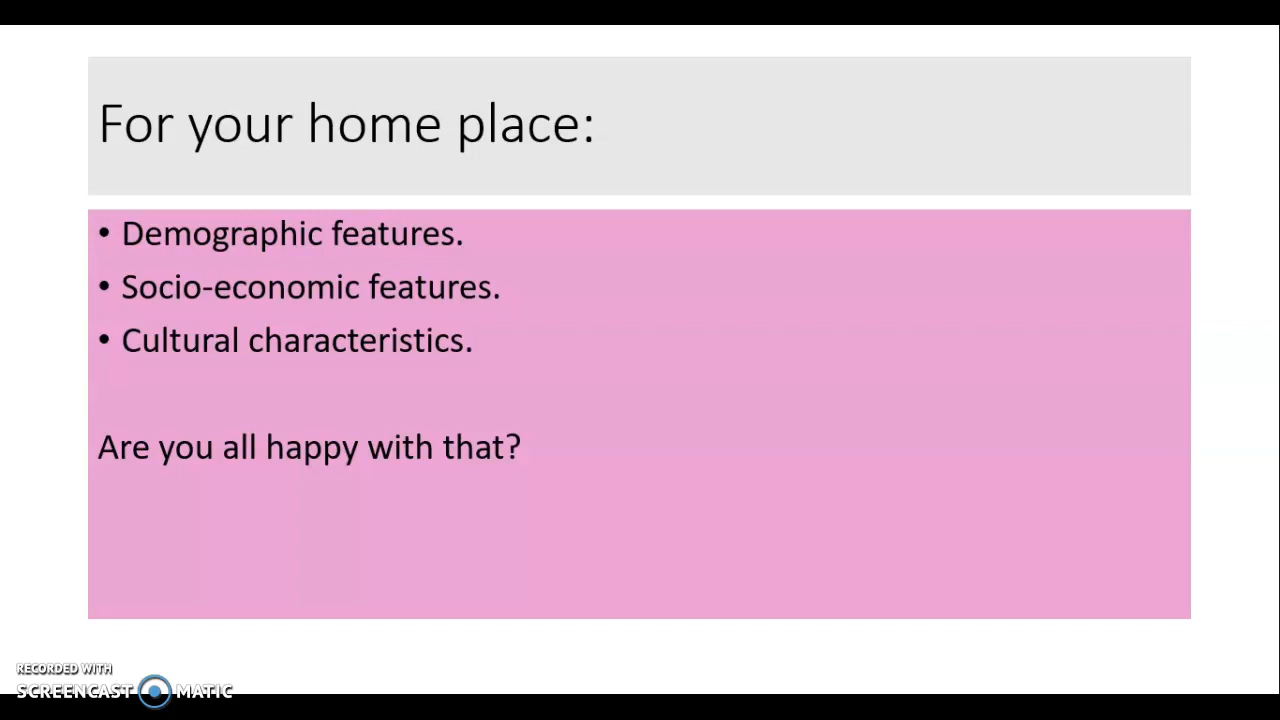 For your home place:
• Demographic features.
• Socio-economic features.
• Cultural characteristics.
Are you all happy with that?
RECORDED WITH
SCREENCAST MATIC